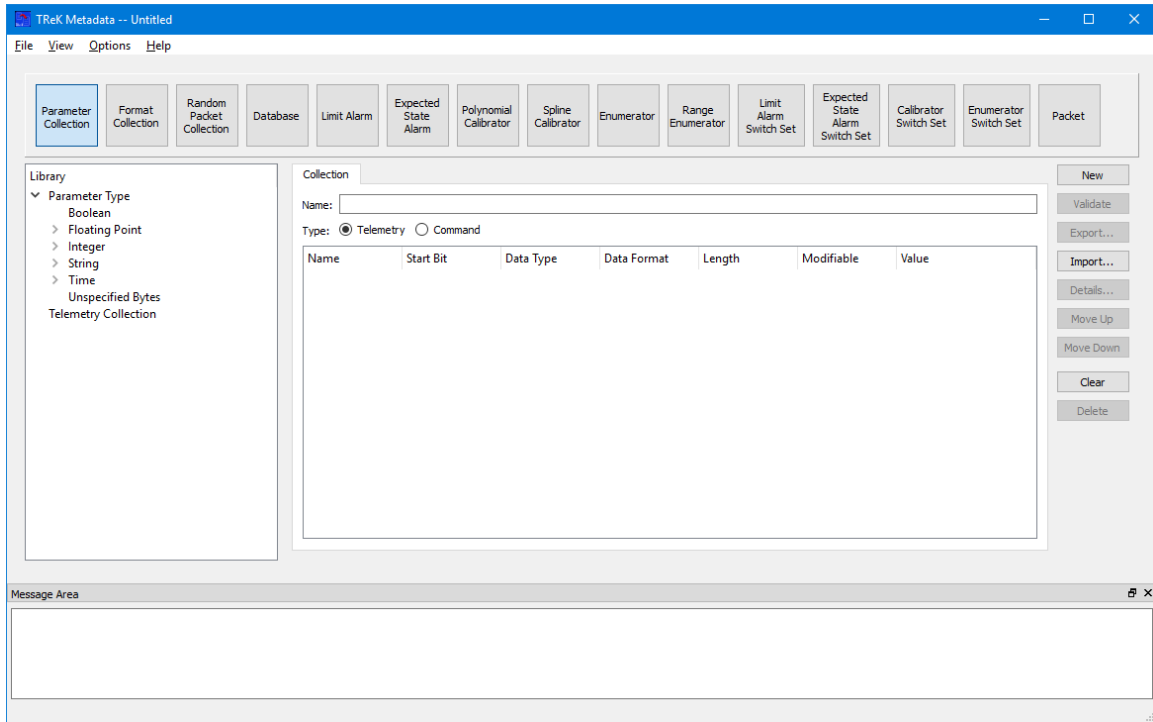 TReK Metadata -- Untitled
File View Options Help
Parameter Collection
Format Collection
Random Packet Collection
Database
Limit Alarm
Expected State Alarm
Polynomial Calibrator
Spline Calibrator
Enumerator
Range Enumerator
Limit Alarm Switch Set
Expected State Alarm Switch Set
Calibrator Switch Set
Enumerator Switch Set
Packet
Library
Parameter Type
Boolean
Floating Point
Integer
String
Time
Unspecified Bytes
Telemetry Collection
Collection
Name:
Type: Telemetry Command
Name Start Bit Data Type Data Format Length Modifiable Value
New
Validate
Export...
Import...
Details...
Move Up
Move Down
Clear
Delete
Message Area